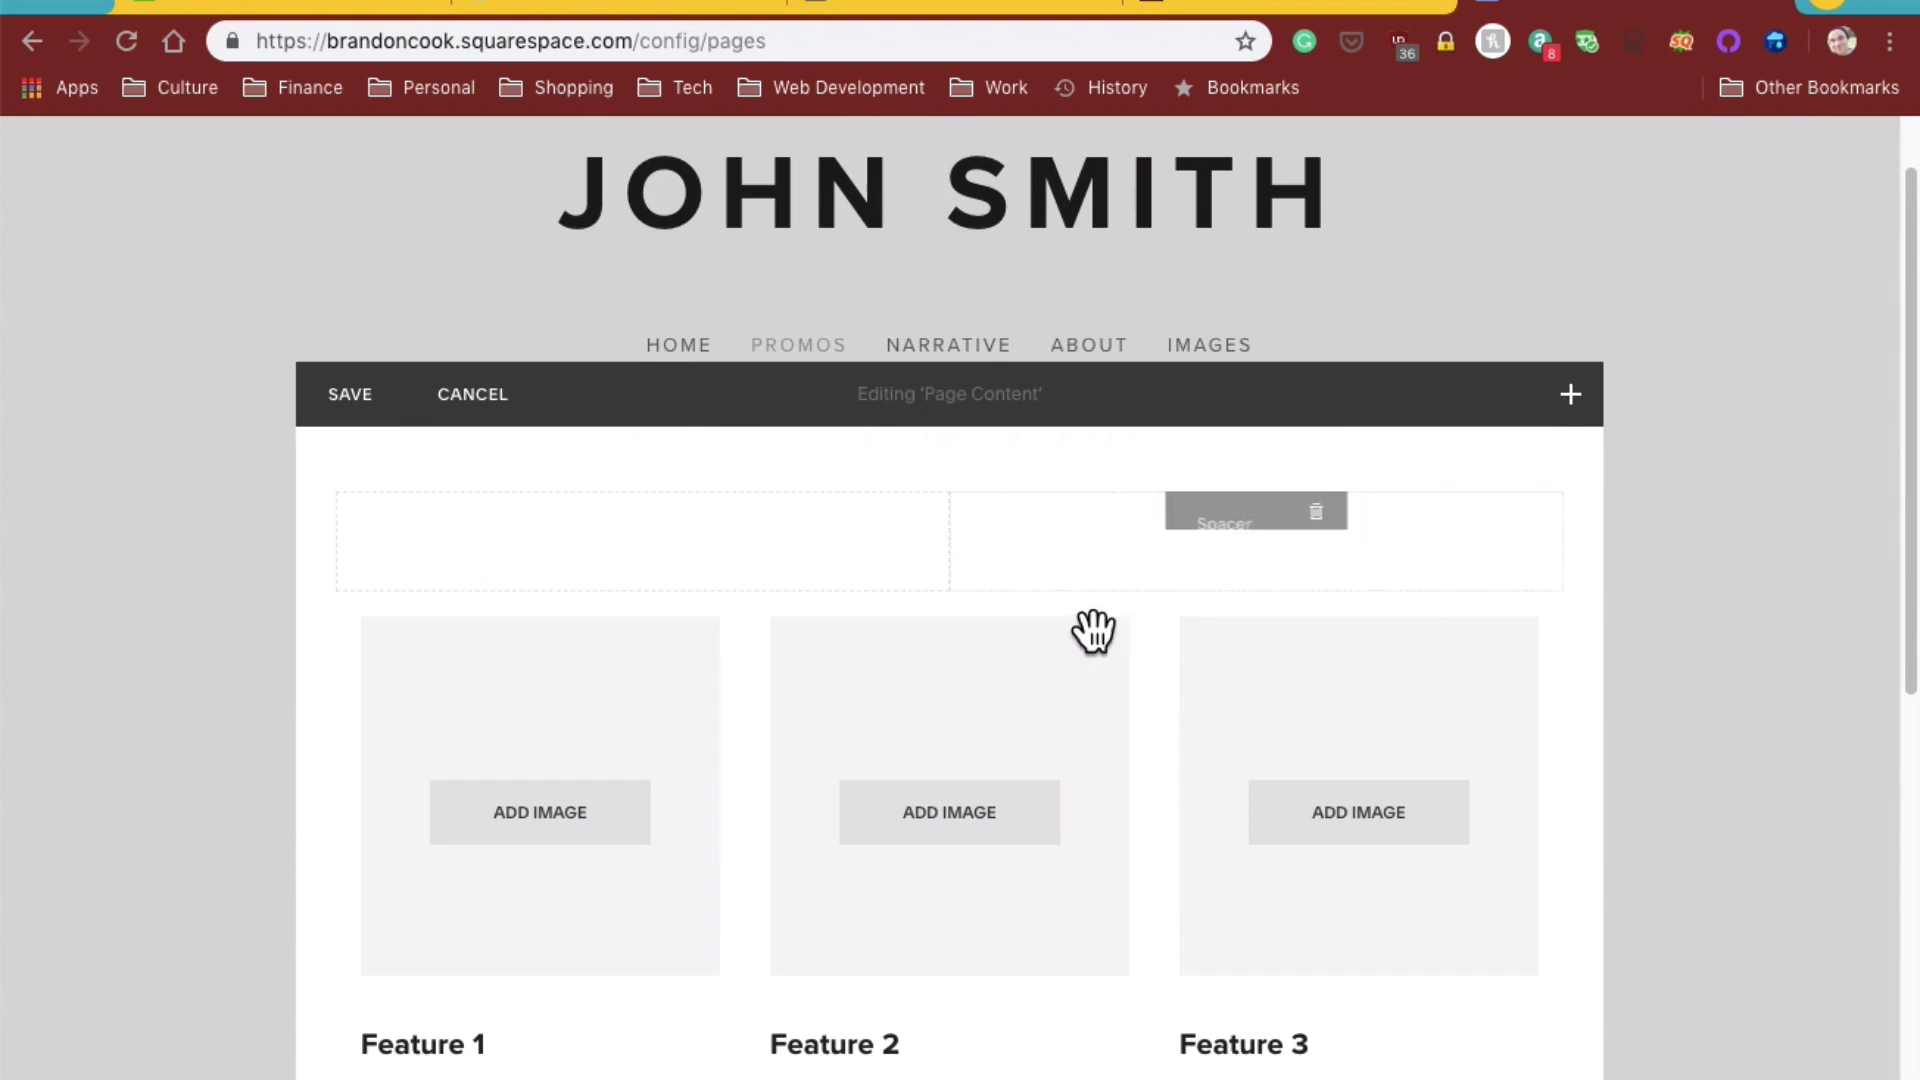 https://brandoncook.squarespace.com/config/pages
36
8
Apps Culture Finance Personal Shopping Tech Web Development Work History Bookmarks Other Bookmarks
JOHN SMITH
HOME PROMOS NARRATIVE ABOUT IMAGES
SAVE CANCEL Editing ‘Page Content’
Spacer
ADD IMAGE ADD IMAGE ADD IMAGE
Feature 1 Feature 2 Feature 3